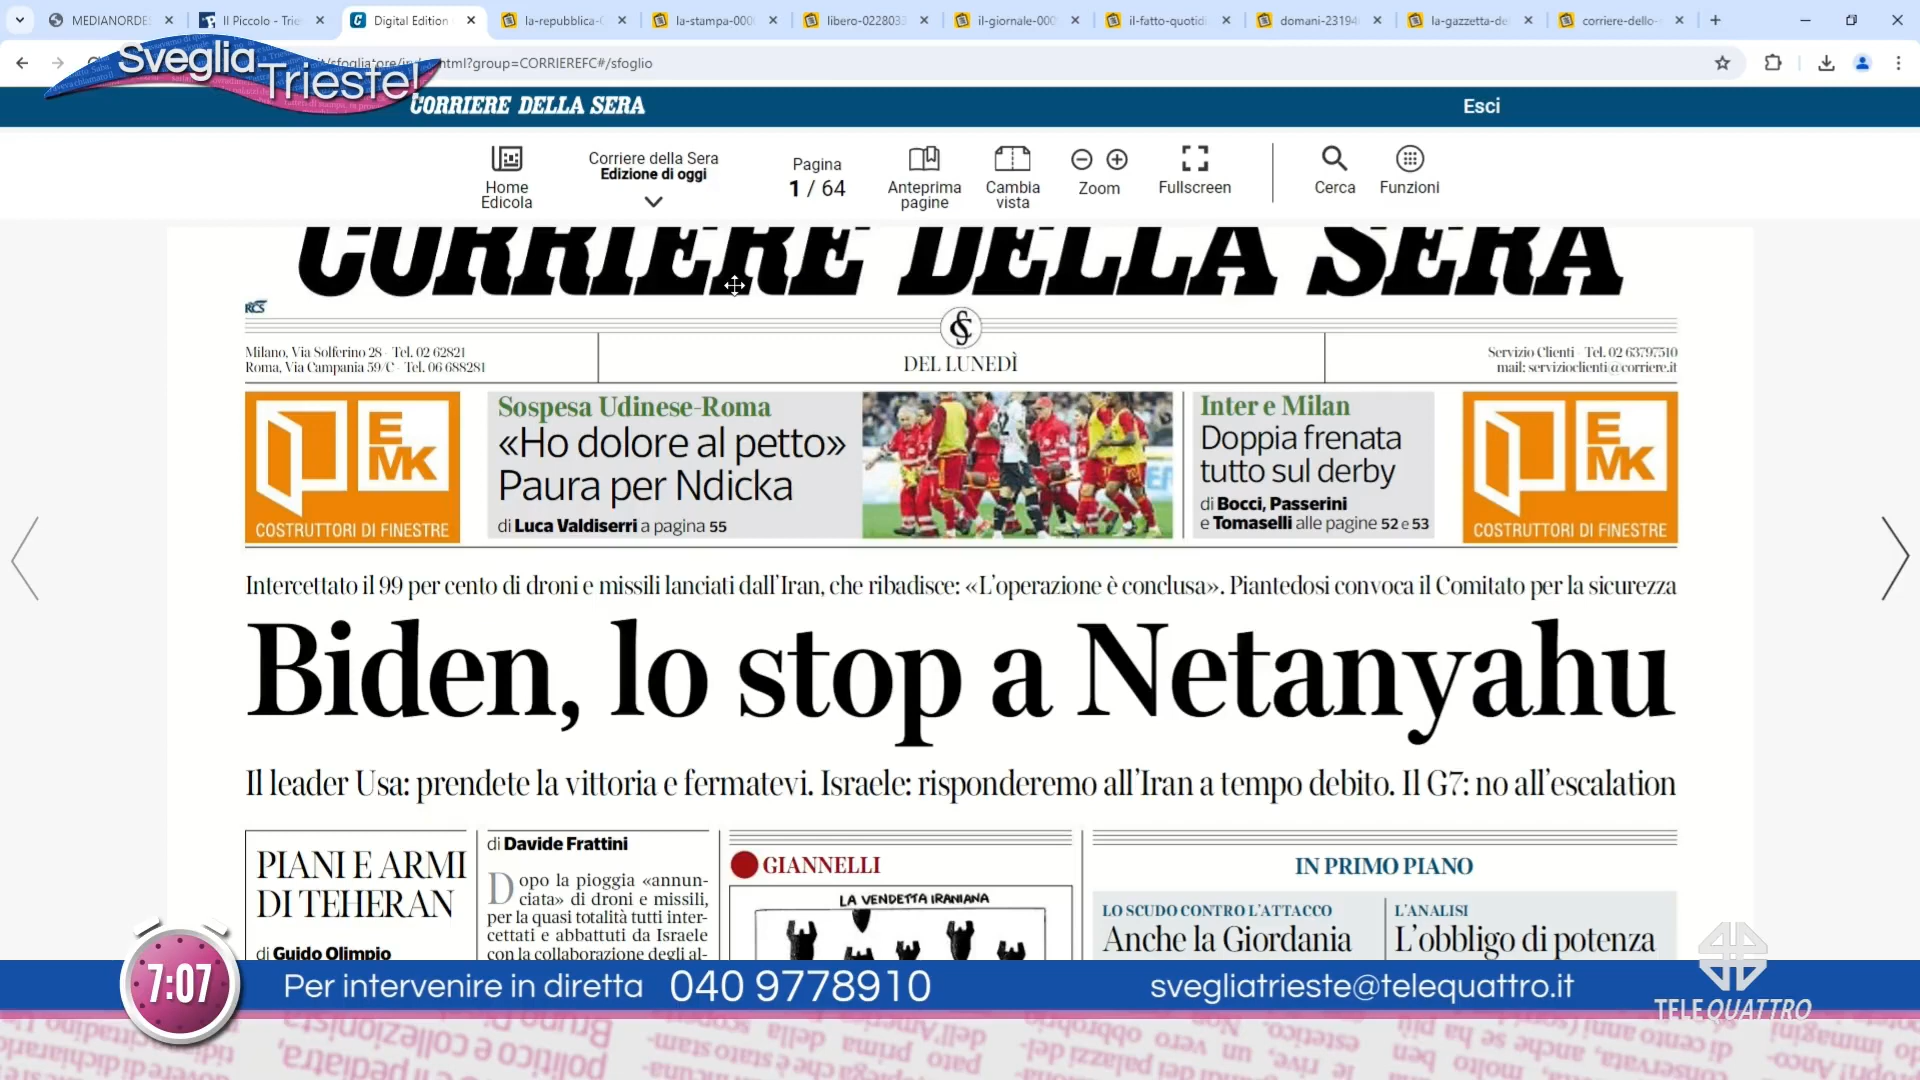 MEDIANORDE
Il Piccolo - Trie
Digital Edition
la-repubblica-
la-stampa-000
libero-0228033
il-giornale-000
il-fatto-quotidi
domani-23194
la-gazzetta-de
corriere-dello-
html?group=CORRIEREFC#/sfoglio
Sveglia
Trieste!
CORRIERE DELLA SERA
Esci
Home
Edicola
Corriere della Sera
Edizione di oggi
Pagina
1 / 64
Anteprima
pagine
Cambia
vista
Zoom
Fullscreen
Cerca
Funzioni
CORRIERE DELLA SERA
RCS
Milano, Via Solferino 28 - Tel. 02 62821
Roma, Via Campania 59/C - Tel. 06 688281
DEL LUNEDÌ
Servizio Clienti - Tel. 02 63797510
mail: servizioclienti@corriere.it
E
MK
COSTRUTTORI DI FINESTRE
Sospesa Udinese-Roma
«Ho dolore al petto»
Paura per Ndicka
di Luca Valdiserri a pagina 55
Inter e Milan
Doppia frenata
tutto sul derby
di Bocci, Passerini
e Tomaselli alle pagine 52 e 53
E
MK
COSTRUTTORI DI FINESTRE
Intercettato il 99 per cento di droni e missili lanciati dall'Iran, che ribadisce: «L'operazione è conclusa». Piantedosi convoca il Comitato per la sicurezza
Biden, lo stop a Netanyahu
Il leader Usa: prendete la vittoria e fermatevi. Israele: risponderemo all'Iran a tempo debito. Il G7: no all'escalation
PIANI E ARMI
DI TEHERAN
di Guido Olimpio
di Davide Frattini
Dopo la pioggia «annun-
ciata» di droni e missili,
per la quasi totalità tutti inter-
cettati e abbattuti da Israele
con la collaborazione degli al-
GIANNELLI
LA VENDETTA IRANIANA
IN PRIMO PIANO
LO SCUDO CONTRO L'ATTACCO
Anche la Giordania
L'ANALISI
L'obbligo di potenza
7:07
Per intervenire in diretta 040 9778910
svegliatrieste@telequattro.it
TELEQUATTRO